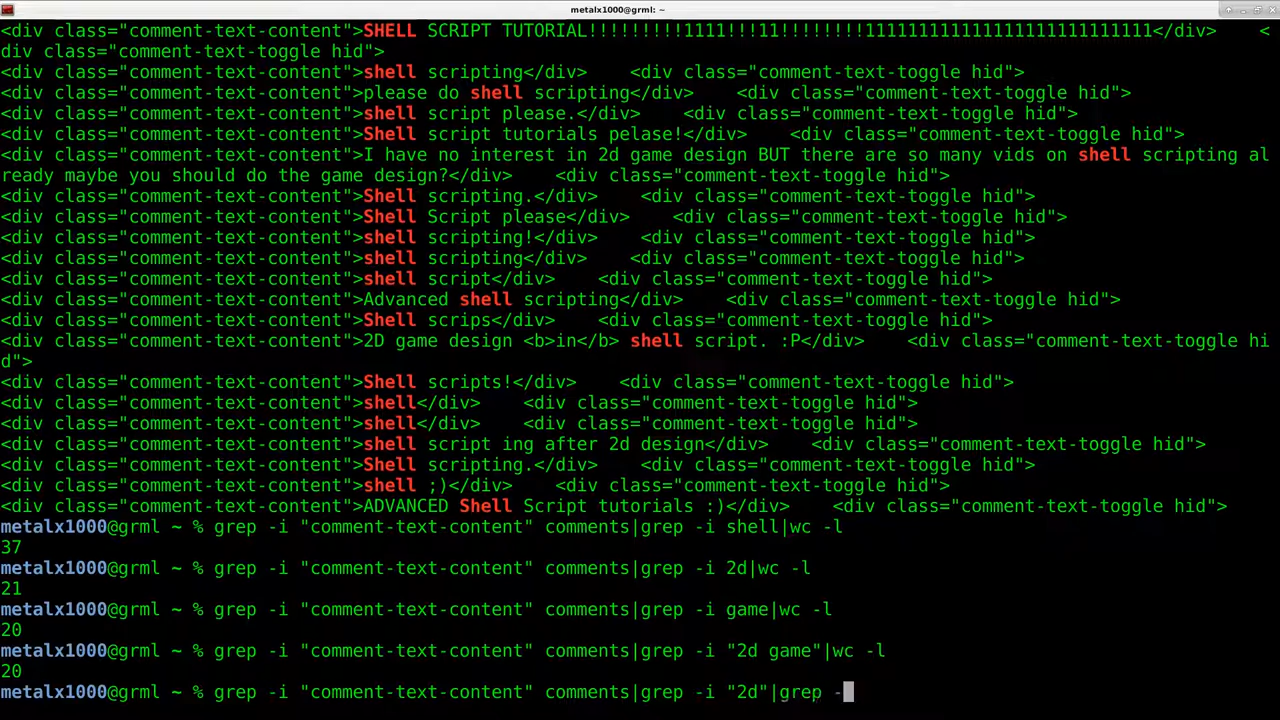 metalx1000@grml: ~
<div class="comment-text-content">SHELL SCRIPT TUTORIAL!!!!!!!!!1111!!!11!!!!!!!!111111111111111111111111111</div>    <
div class="comment-text-toggle hid">
<div class="comment-text-content">shell scripting</div>    <div class="comment-text-toggle hid">
<div class="comment-text-content">please do shell scripting</div>    <div class="comment-text-toggle hid">
<div class="comment-text-content">shell script please.</div>    <div class="comment-text-toggle hid">
<div class="comment-text-content">Shell script tutorials pelase!</div>    <div class="comment-text-toggle hid">
<div class="comment-text-content">I have no interest in 2d game design BUT there are so many vids on shell scripting al
ready maybe you should do the game design?</div>    <div class="comment-text-toggle hid">
<div class="comment-text-content">Shell scripting.</div>    <div class="comment-text-toggle hid">
<div class="comment-text-content">Shell Script please</div>    <div class="comment-text-toggle hid">
<div class="comment-text-content">Shell scripting!</div>    <div class="comment-text-toggle hid">
<div class="comment-text-content">shell scripting</div>    <div class="comment-text-toggle hid">
<div class="comment-text-content">shell script</div>    <div class="comment-text-toggle hid">
<div class="comment-text-content">Advanced shell scripting</div>    <div class="comment-text-toggle hid">
<div class="comment-text-content">Shell scrips</div>    <div class="comment-text-toggle hid">
<div class="comment-text-content">2D game design <b>in</b> shell script. :P</div>    <div class="comment-text-toggle hi
d">
<div class="comment-text-content">Shell scripts!</div>    <div class="comment-text-toggle hid">
<div class="comment-text-content">shell</div>    <div class="comment-text-toggle hid">
<div class="comment-text-content">shell</div>    <div class="comment-text-toggle hid">
<div class="comment-text-content">shell script ing after 2d design</div>    <div class="comment-text-toggle hid">
<div class="comment-text-content">Shell scripting.</div>    <div class="comment-text-toggle hid">
<div class="comment-text-content">shell ;)</div>    <div class="comment-text-toggle hid">
<div class="comment-text-content">ADVANCED Shell Script tutorials :)</div>    <div class="comment-text-toggle hid">
metalx1000@grml ~ % grep -i "comment-text-content" comments|grep -i shell|wc -l
37
metalx1000@grml ~ % grep -i "comment-text-content" comments|grep -i 2d|wc -l
21
metalx1000@grml ~ % grep -i "comment-text-content" comments|grep -i game|wc -l
20
metalx1000@grml ~ % grep -i "comment-text-content" comments|grep -i "2d game"|wc -l
20
metalx1000@grml ~ % grep -i "comment-text-content" comments|grep -i "2d"|grep -